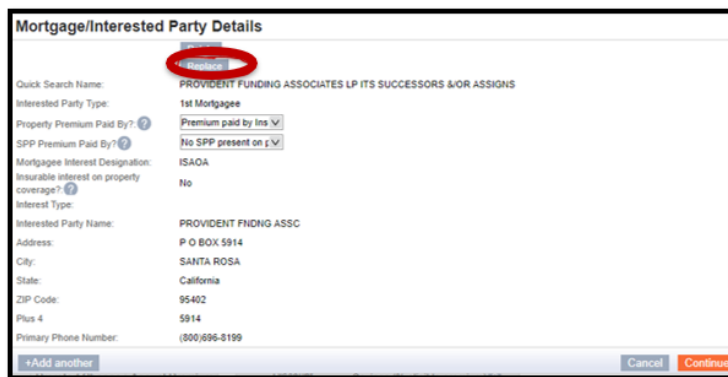 Mortgage/Interested Party Details
Replace
Quick Search Name: PROVIDENT FUNDING ASSOCIATES LP ITS SUCCESSORS &/OR ASSIGNS
Interested Party Type: 1st Mortgagee
Property Premium Paid By?: ? Premium paid by Ins
SPP Premium Paid By? ? No SPP present on p
Mortgagee Interest Designation: ISAOA
Insurable interest on property
coverage?: ? No
Interest Type:
Interested Party Name: PROVIDENT FNDNG ASSC
Address: P O BOX 5914
City: SANTA ROSA
State: California
ZIP Code: 95402
Plus 4 5914
Primary Phone Number: (800)696-8199
+Add another Cancel Continue